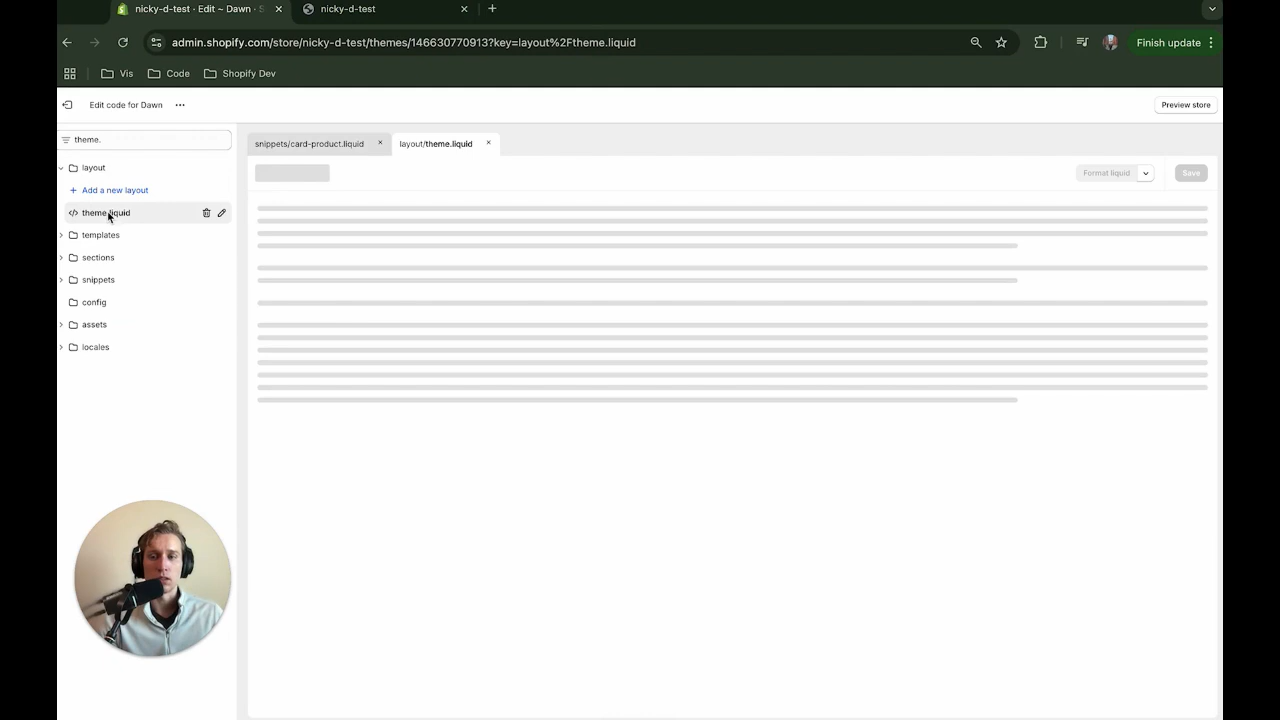 nicky-d-test · Edit ~ Dawn · S
nicky-d-test
admin.shopify.com/store/nicky-d-test/themes/146630770913?key=layout%2Ftheme.liquid
Finish update
Vis
Code
Shopify Dev
Edit code for Dawn
Preview store
theme.
snippets/card-product.liquid
layout/theme.liquid
layout
Format liquid
Save
Add a new layout
theme.liquid
templates
sections
snippets
config
assets
locales